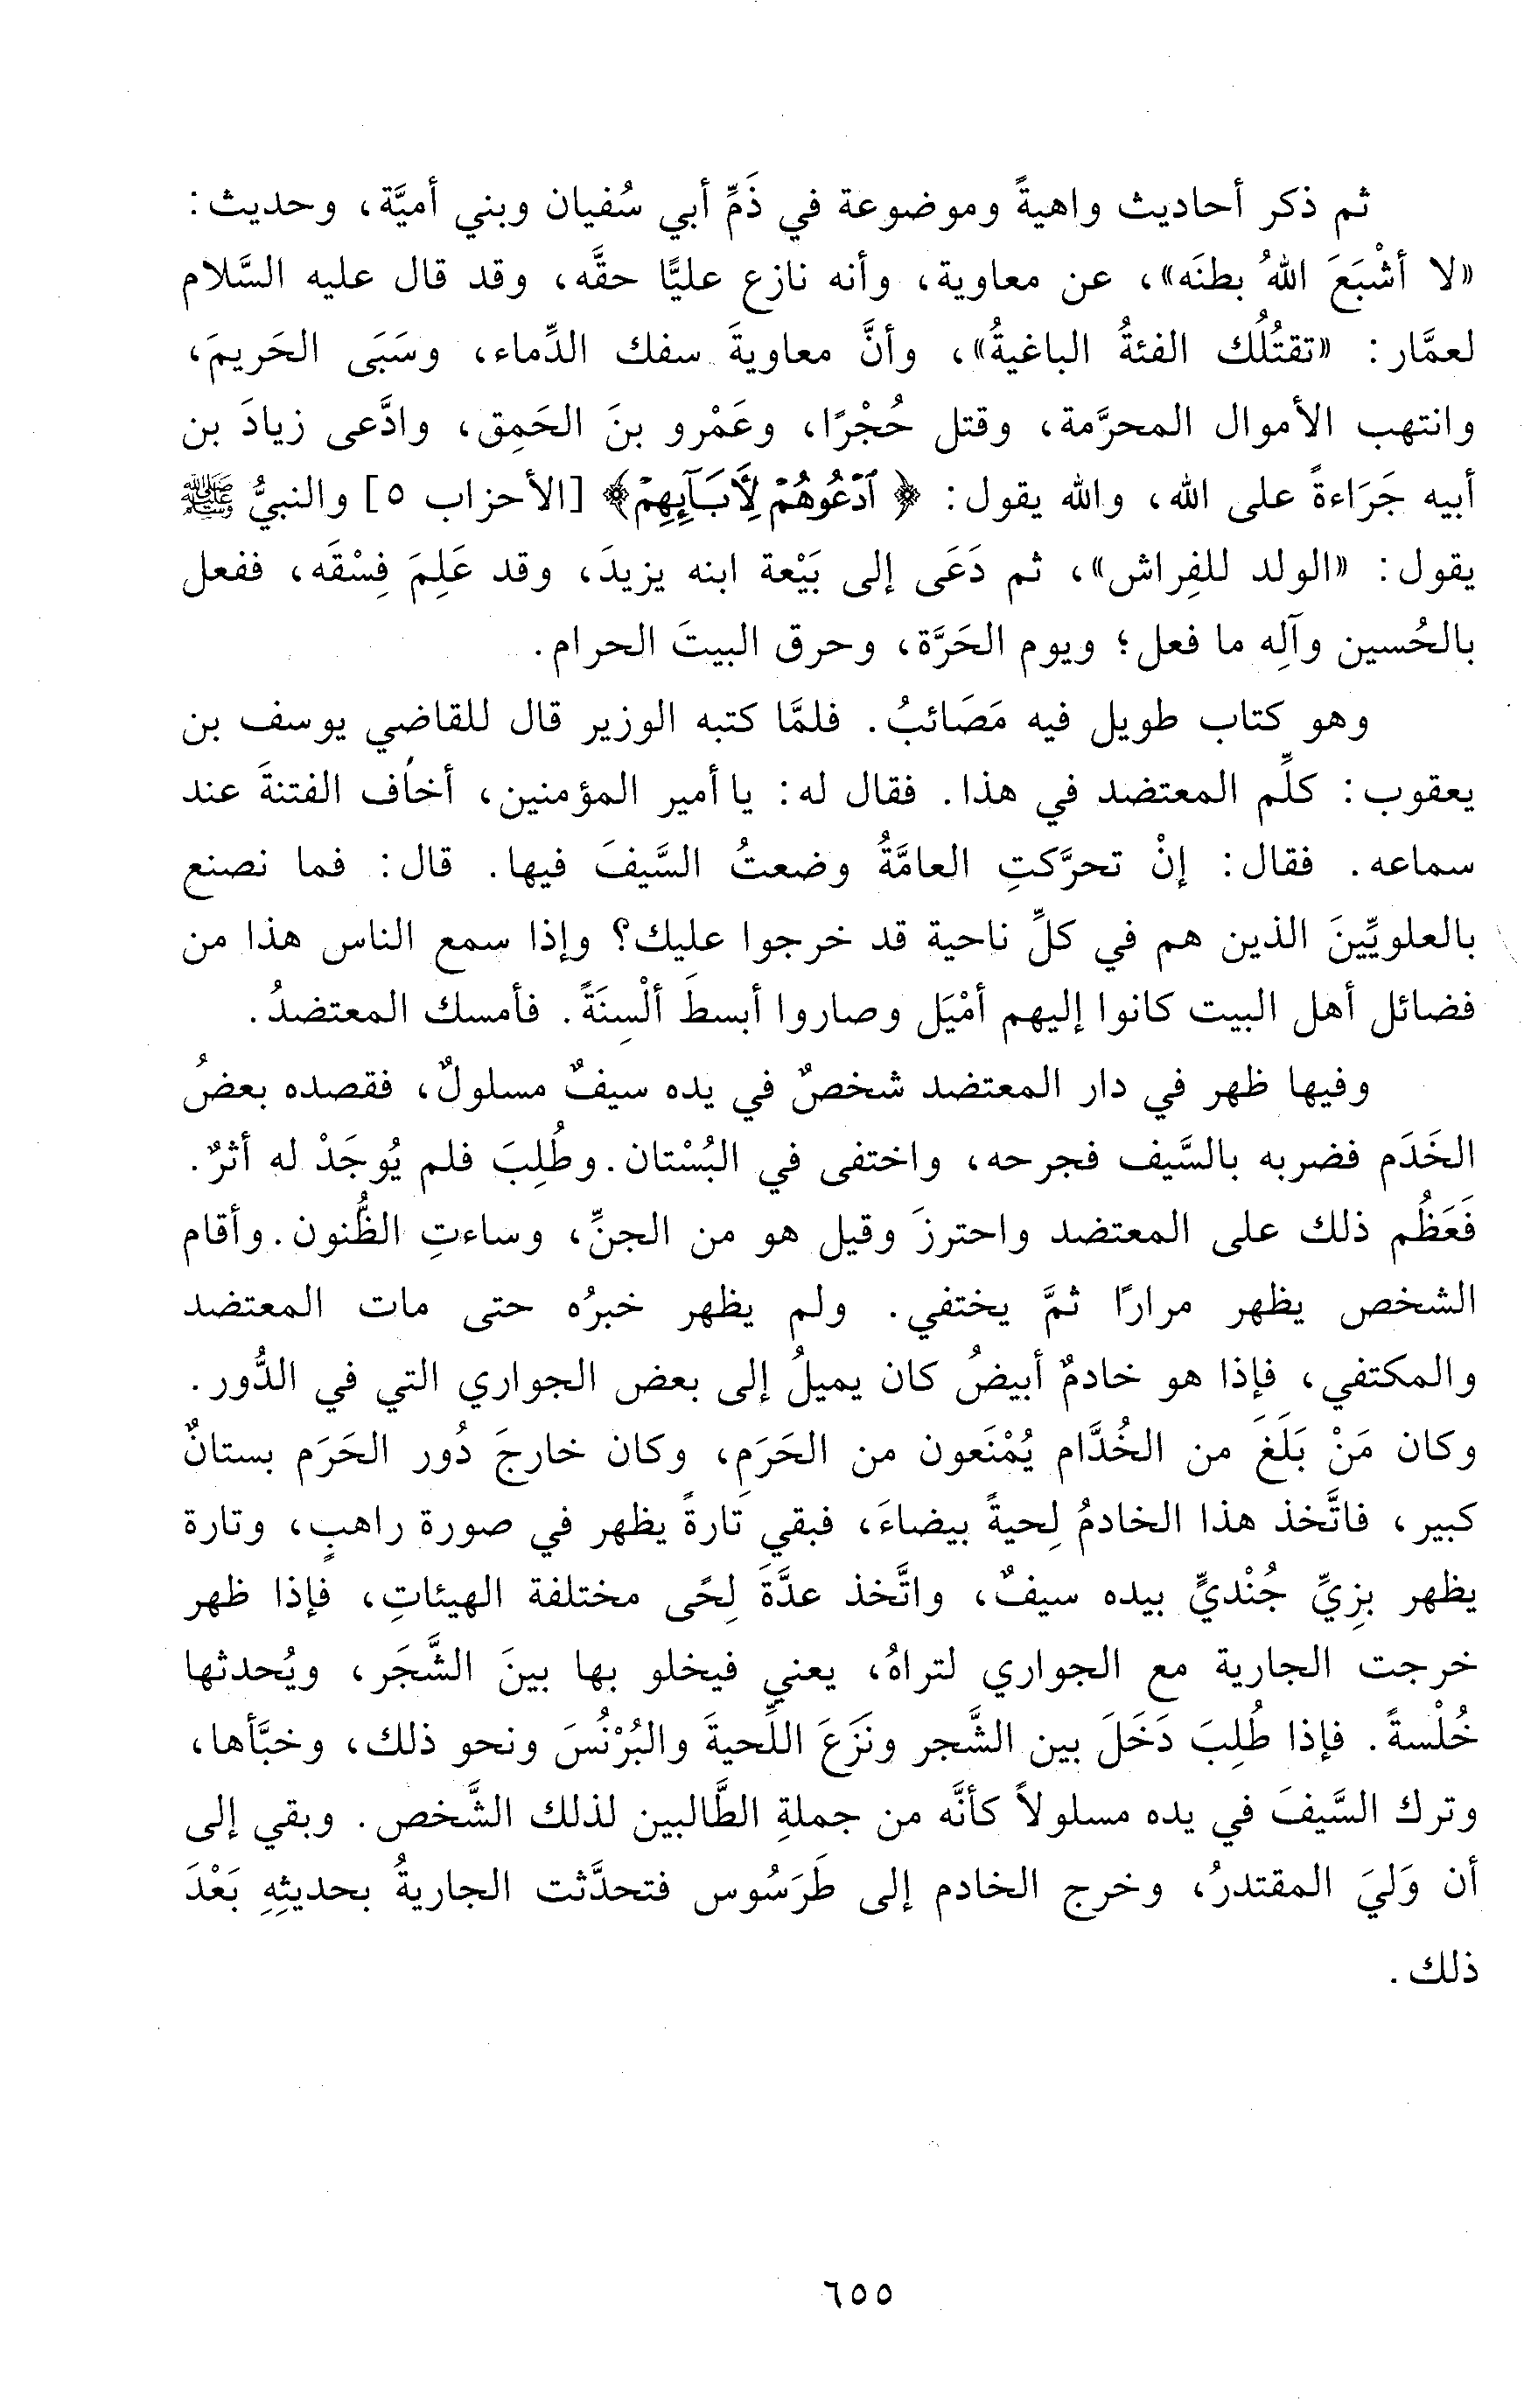 ثم ذكر أحاديث واهيةً وموضوعة في ذَمِّ أبي سُفيان وبني أميَّة، وحديث:
«لا أشْبَعَ اللهُ بطنَه»، عن معاوية، وأنه نازع عليًّا حقَّه، وقد قال عليه السَّلام
لعمَّار: «تقتُلُك الفئةُ الباغيةُ»، وأنَّ معاويةَ سفك الدِّماء، وسَبَى الحَريمَ،
وانتهب الأموال المحرَّمة، وقتل حُجْرًا، وعَمْرو بنَ الحَمِق، وادَّعى زيادَ بن
أبيه جَرَاءةً على الله، والله يقول: ﴿ ٱدْعُوهُمْ لِأَبَآئِهِمْ﴾ [الأحزاب ٥] والنبيُّ ﷺ
يقول: «الولد للفِراش»، ثم دَعَى إلى بَيْعة ابنه يزيدَ، وقد عَلِمَ فِسْقَه، ففعل
بالحُسين وآلِه ما فعل؛ ويوم الحَرَّة، وحرق البيتَ الحرام.
وهو كتاب طويل فيه مَصَائبُ. فلمَّا كتبه الوزير قال للقاضي يوسف بن
يعقوب: كلِّم المعتضد في هذا. فقال له: يا أمير المؤمنين، أخاف الفتنةَ عند
سماعه. فقال: إنْ تحرَّكتِ العامَّةُ وضعتُ السَّيفَ فيها. قال: فما نصنع
بالعلويِّينَ الذين هم في كلِّ ناحية قد خرجوا عليك؟ وإذا سمع الناس هذا من
فضائل أهل البيت كانوا إليهم أمْيَل وصاروا أبسطَ ألْسِنَةً. فأمسك المعتضدُ.
وفيها ظهر في دار المعتضد شخصٌ في يده سيفٌ مسلولٌ، فقصده بعضُ
الخَدَم فضربه بالسَّيف فجرحه، واختفى في البُسْتان. وطُلِبَ فلم يُوجَدْ له أثرٌ.
فَعَظُم ذلك على المعتضد واحترزَ وقيل هو من الجنِّ، وساءتِ الظُّنون. وأقام
الشخص يظهر مرارًا ثمَّ يختفي. ولم يظهر خبرُه حتى مات المعتضد
والمكتفي، فإذا هو خادمٌ أبيضُ كان يميلُ إلى بعض الجواري التي في الدُّور.
وكان مَنْ بَلَغَ من الخُدَّام يُمْنَعون من الحَرَمِ، وكان خارجَ دُور الحَرَم بستانٌ
كبير، فاتَّخذ هذا الخادمُ لِحيةً بيضاءَ، فبقي تَارةً يظهر في صورة راهبٍ، وتارة
يظهر بزِيِّ جُنْديٍّ بيده سيفٌ، واتَّخذ عدَّةَ لِحًى مختلفة الهيئاتِ، فإذا ظهر
خرجت الجارية مع الجواري لتراهُ، يعني فيخلو بها بينَ الشَّجَر، ويُحدثها
خُلْسةً. فإذا طُلِبَ دَخَلَ بين الشَّجر ونَزَعَ اللِّحيةَ والبُرْنُسَ ونحو ذلك، وخبَّأها،
وترك السَّيفَ في يده مسلولاً كأنَّه من جملةِ الطَّالبين لذلك الشَّخص. وبقي إلى
أن وَليَ المقتدرُ، وخرج الخادم إلى طَرَسُوس فتحدَّثت الجاريةُ بحديثِهِ بَعْدَ
ذلك.
٦٥٥